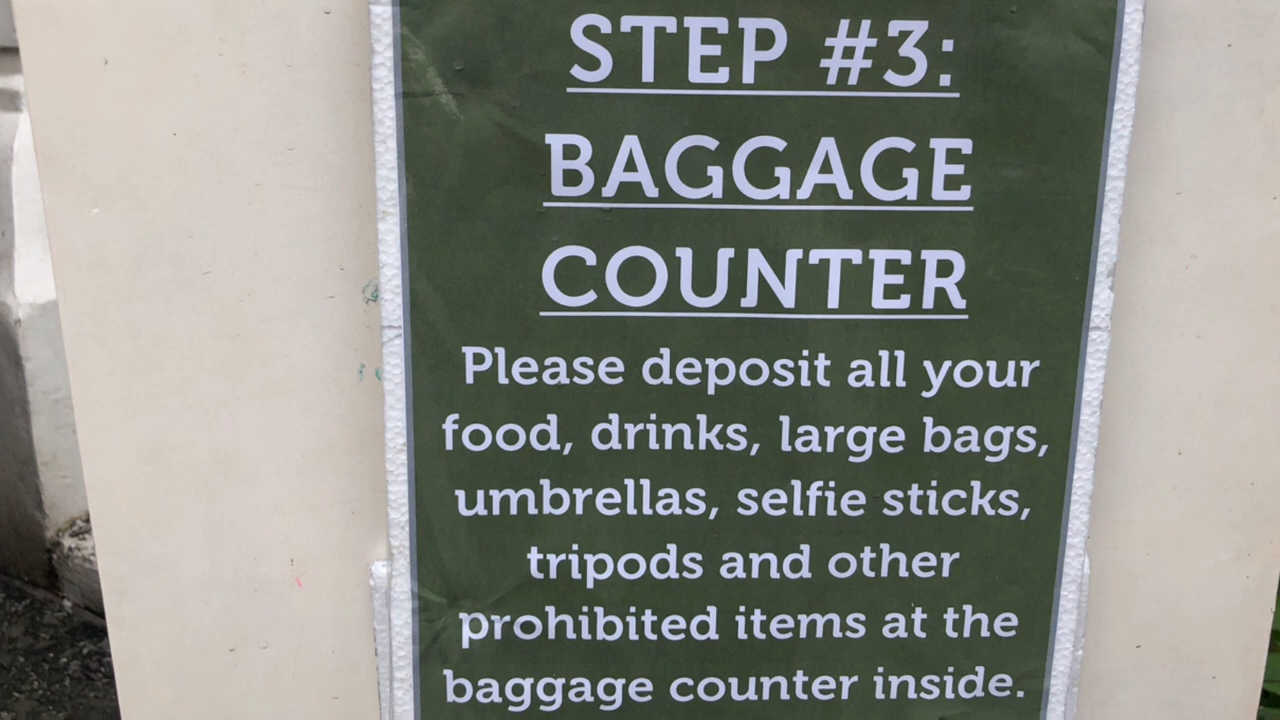 STEP #3:
BAGGAGE
COUNTER
Please deposit all your
food, drinks, large bags,
umbrellas, selfie sticks,
tripods and other
prohibited items at the
baggage counter inside.